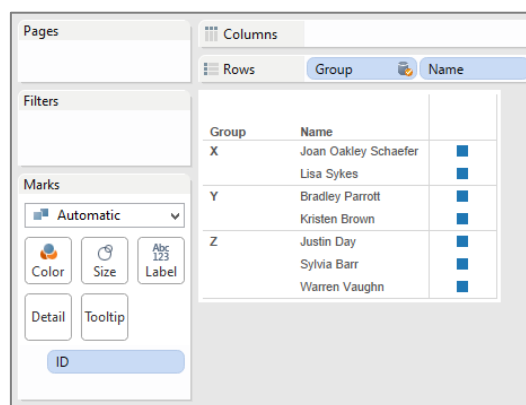 Pages
Columns
Rows Group Name
Filters
Group Name
X Joan Oakley Schaefer
Lisa Sykes
Y Bradley Parrott
Kristen Brown
Z Justin Day
Sylvia Barr
Warren Vaughn
Marks
Automatic
Abc
123
Color Size Label
Detail Tooltip
ID